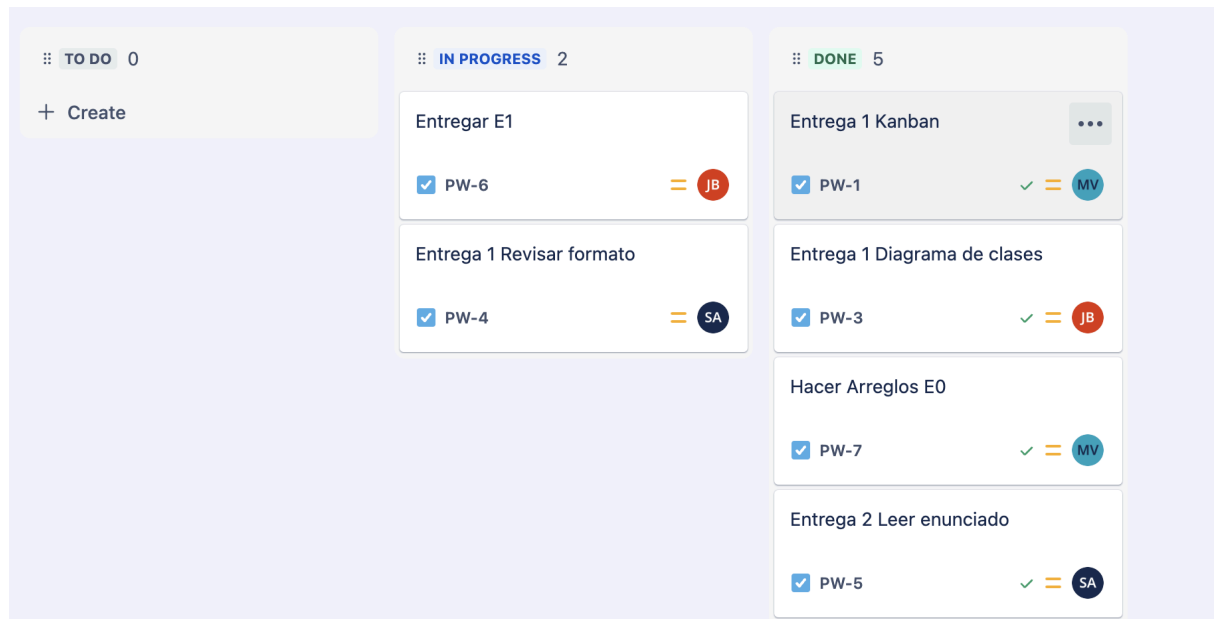 TO DO 0
+ Create
IN PROGRESS 2
Entregar E1
PW-6 JB
Entrega 1 Revisar formato
PW-4 SA
DONE 5
Entrega 1 Kanban
PW-1 MV
Entrega 1 Diagrama de clases
PW-3 JB
Hacer Arreglos E0
PW-7 MV
Entrega 2 Leer enunciado
PW-5 SA